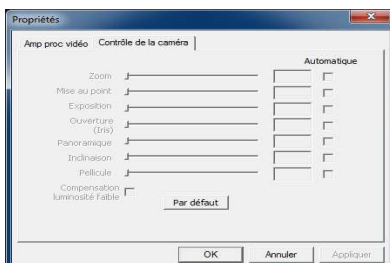 Propriétés
Amp proc vidéo Contrôle de la caméra
Automatique
Zoom
Mise au point
Exposition
Ouverture
(Iris)
Panoramique
Inclinaison
Pellicule
Compensation
luminosité faible
Par défaut
OK Annuler Appliquer